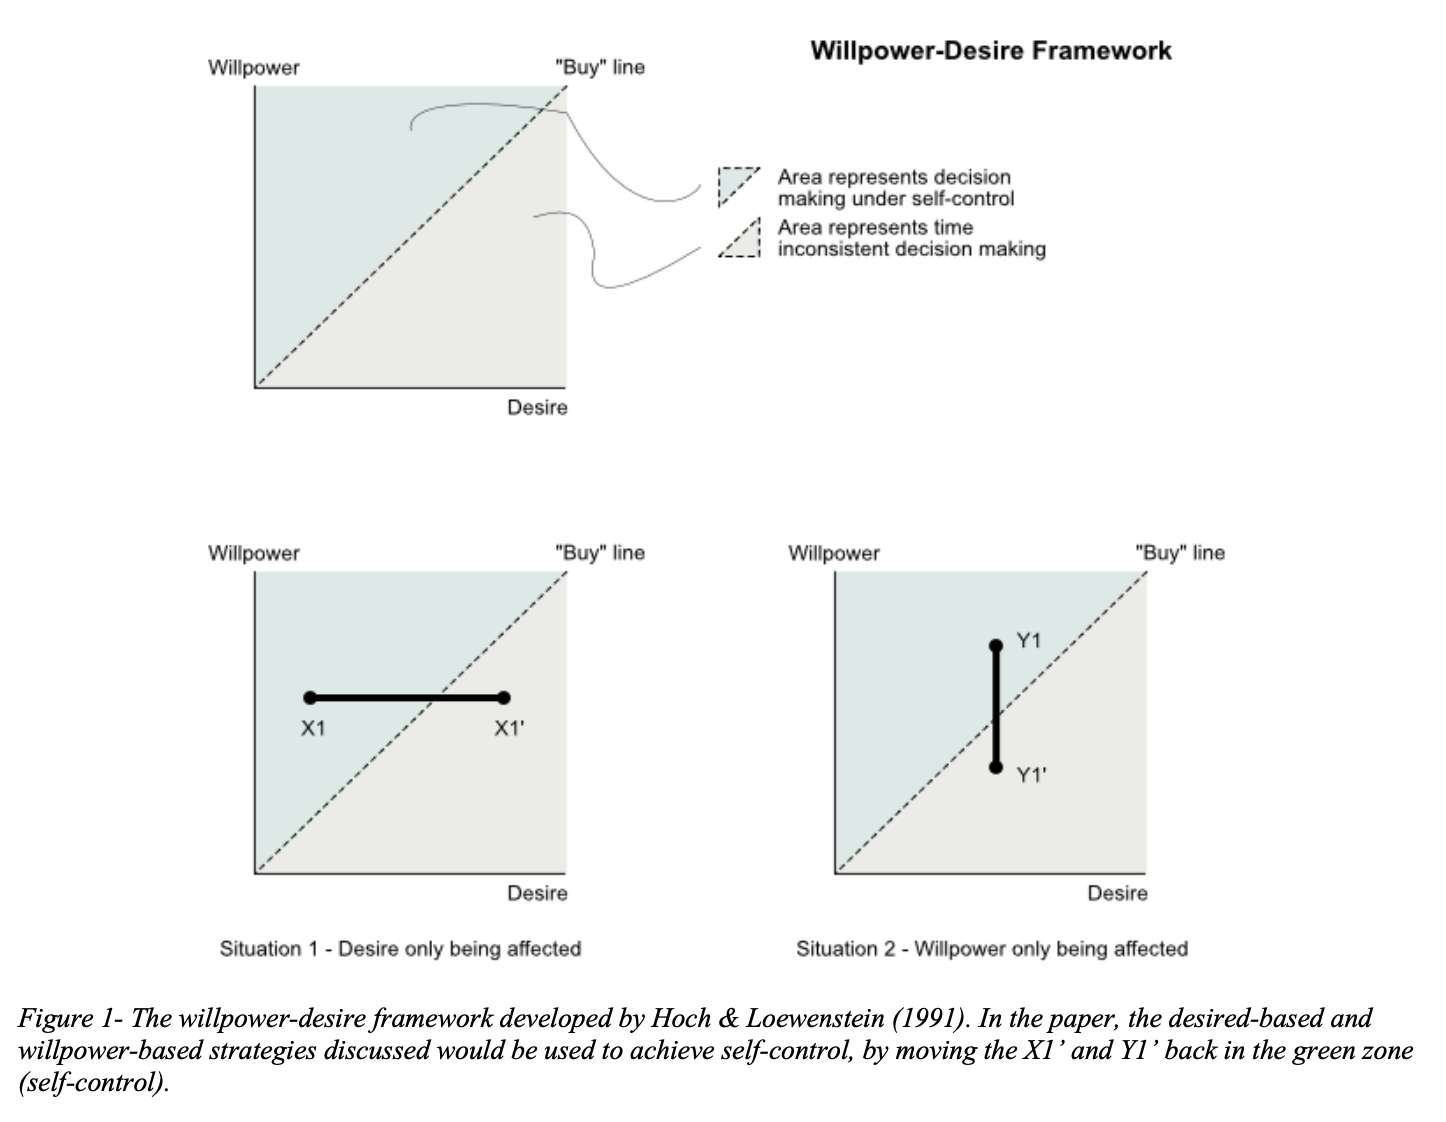 Willpower-Desire Framework
Willpower
"Buy" line
Area represents decision
making under self-control
Area represents time
inconsistent decision making
Desire
Willpower
"Buy" line
X1
X1'
Desire
Situation 1 - Desire only being affected
Willpower
"Buy" line
Y1
Y1'
Desire
Situation 2 - Willpower only being affected
Figure 1- The willpower-desire framework developed by Hoch & Loewenstein (1991). In the paper, the desired-based and
willpower-based strategies discussed would be used to achieve self-control, by moving the X1’ and Y1’ back in the green zone
(self-control).